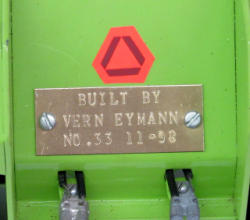 BUILT BY
VERN EYMANN
NO.33 11-98